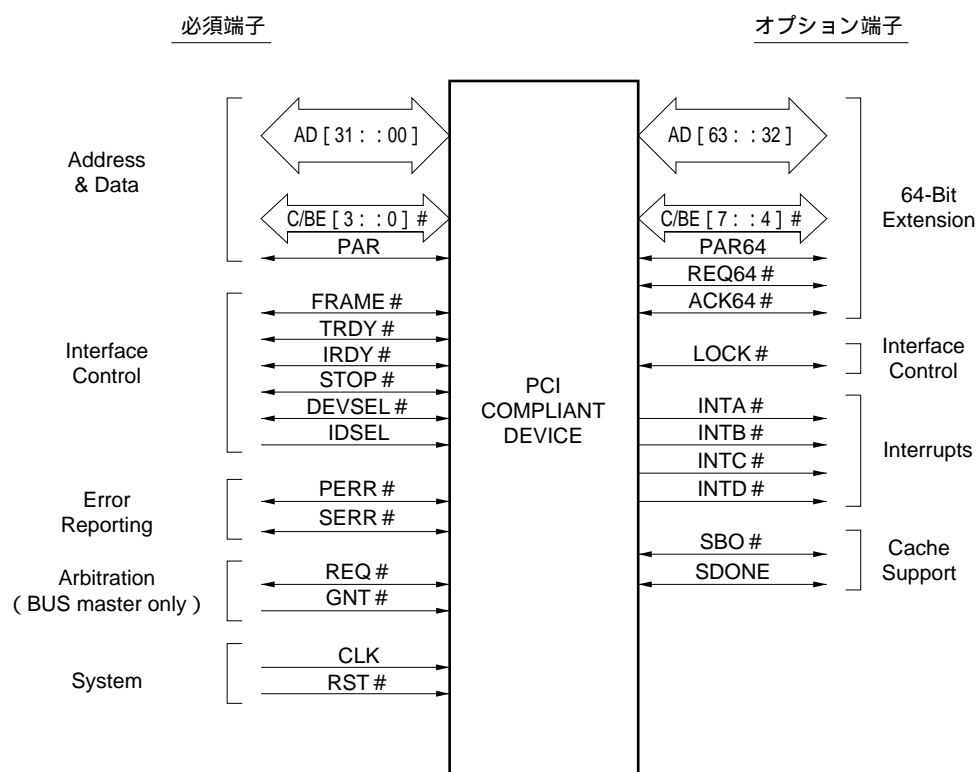 必須端子
オプション端子
Address
& Data
AD [ 31 : : 00 ]
C/BE [ 3 : : 0 ] #
PAR
Interface
Control
FRAME #
TRDY #
IRDY #
STOP #
DEVSEL #
IDSEL
Error
Reporting
PERR #
SERR #
Arbitration
( BUS master only )
REQ #
GNT #
System
CLK
RST #
PCI
COMPLIANT
DEVICE
AD [ 63 : : 32 ]
C/BE [ 7 : : 4 ] #
PAR64
REQ64 #
ACK64 #
64-Bit
Extension
LOCK #
Interface
Control
INTA #
INTB #
INTC #
INTD #
Interrupts
SBO #
SDONE
Cache
Support